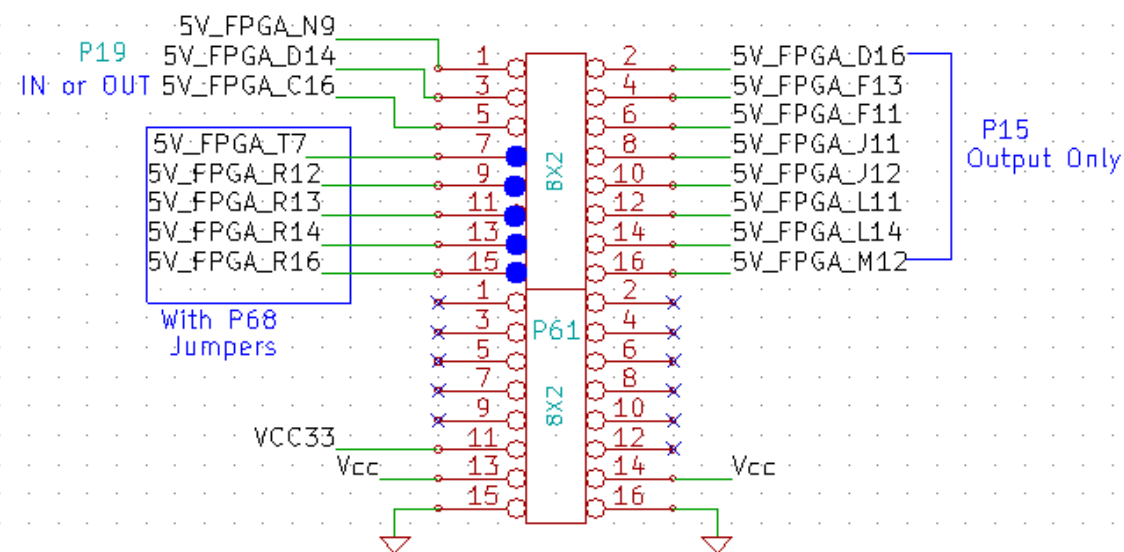 5V_FPGA_N9
P19 5V_FPGA_D14 1 2 5V_FPGA_D16
IN or OUT 5V_FPGA_C16 3 4 5V_FPGA_F13
5 6 5V_FPGA_F11
5V_FPGA_T7 7 8 5V_FPGA_J11
5V_FPGA_R12 9 10 5V_FPGA_J12
5V_FPGA_R13 11 12 5V_FPGA_L11
5V_FPGA_R14 13 14 5V_FPGA_L14
5V_FPGA_R16 15 16 5V_FPGA_M12
8X2
P15
Output Only
With P68
Jumpers
1 2
3 P61 4
5 6
7 8
8X2
9 10
VCC33 11 12
Vcc 13 14 Vcc
15 16